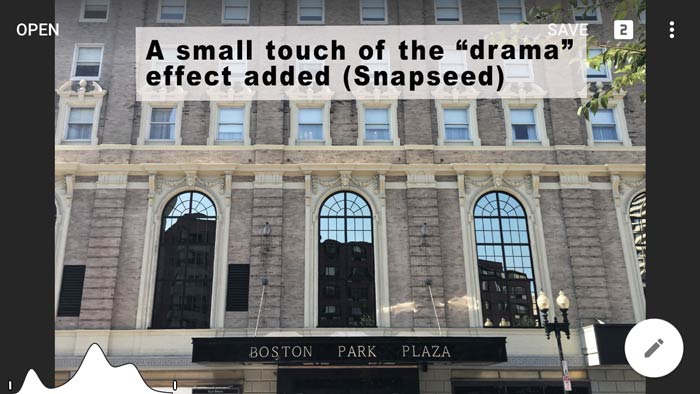 OPEN
SAVE
2
A small touch of the “drama”
effect added (Snapseed)
BOSTON PARK PLAZA